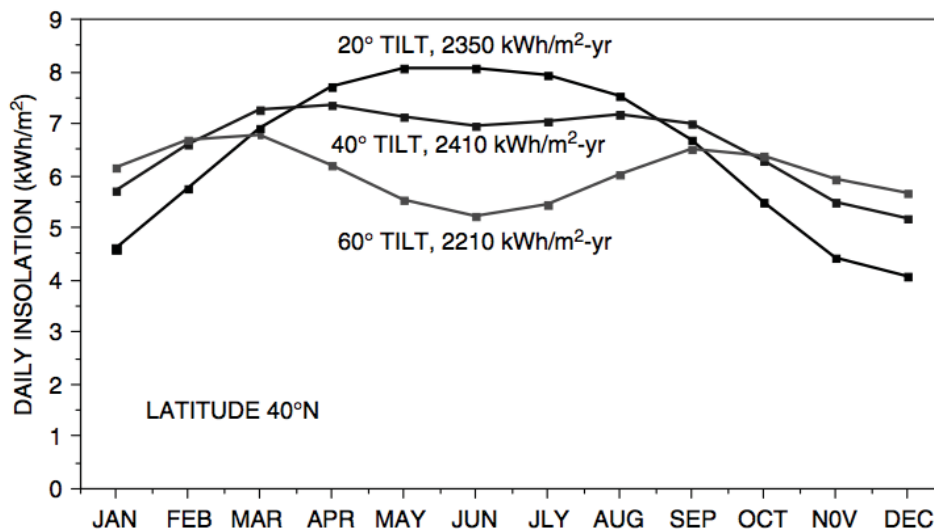 9
8
7
6
5
4
3
2
1
0
DAILY INSOLATION (kWh/m²)
20° TILT, 2350 kWh/m²-yr
40° TILT, 2410 kWh/m²-yr
60° TILT, 2210 kWh/m²-yr
LATITUDE 40°N
JAN FEB MAR APR MAY JUN JLY AUG SEP OCT N0V DEC